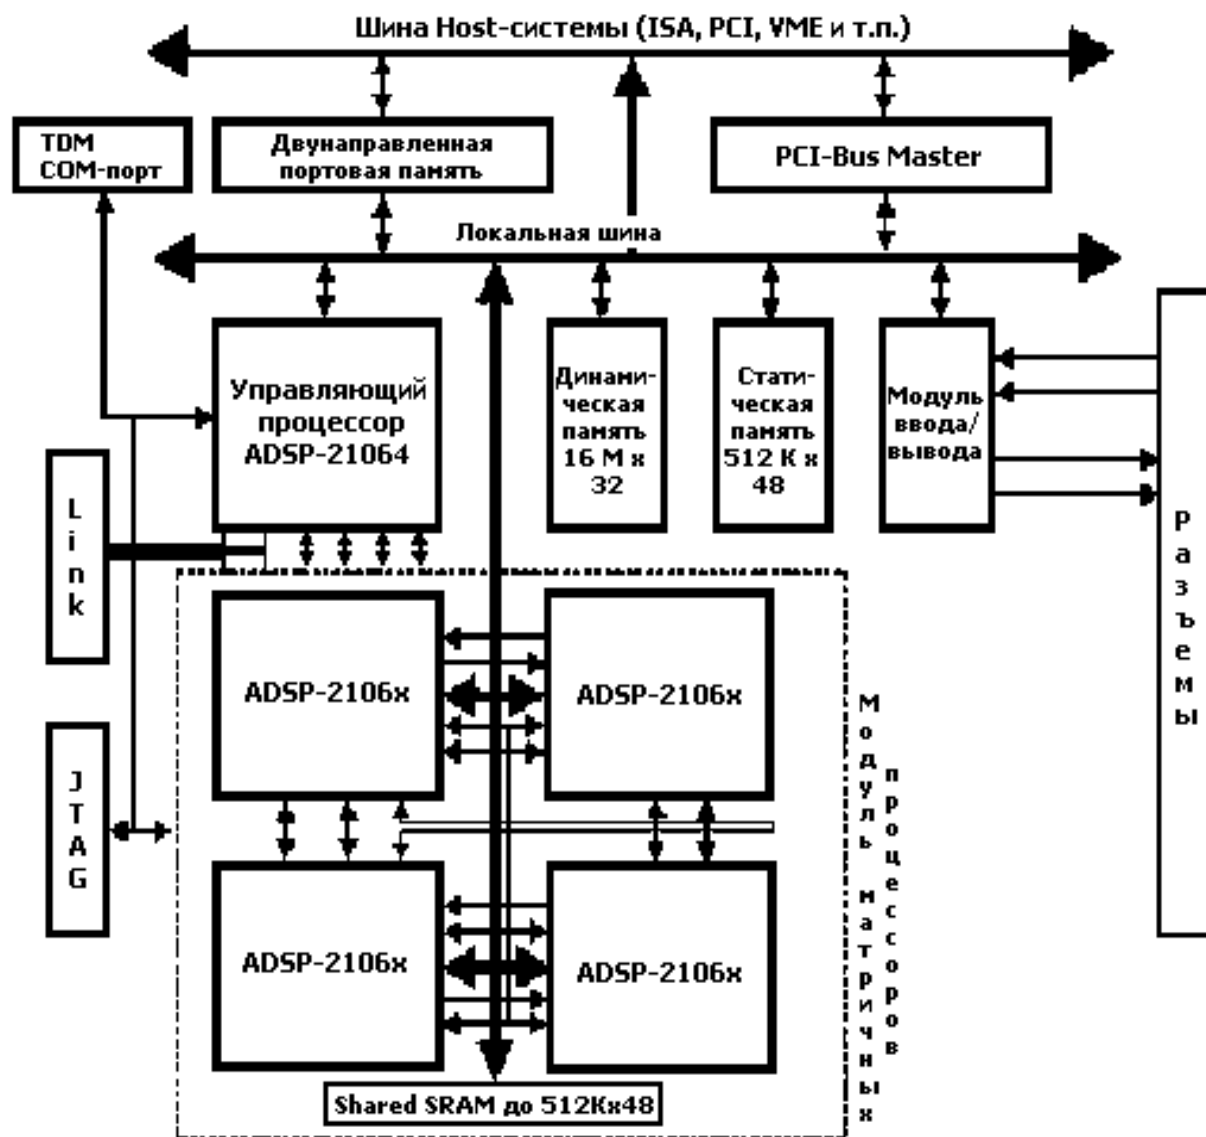 Шина Host-системы (ISA, PCI, VME и т.п.)
TDM
COM-порт
Двунаправленная
портовая память
PCI-Bus Master
Локальная шина
Управляющий
процессор
ADSP-21064
Динами-
ческая
память
16 М х
32
Стати-
ческая
память
512 К х
48
Модуль
ввода/
вывода
Разъемы
Link
JTAG
ADSP-2106x
ADSP-2106x
ADSP-2106x
ADSP-2106x
Модуль матричных
процессоров
Shared SRAM до 512Кх48